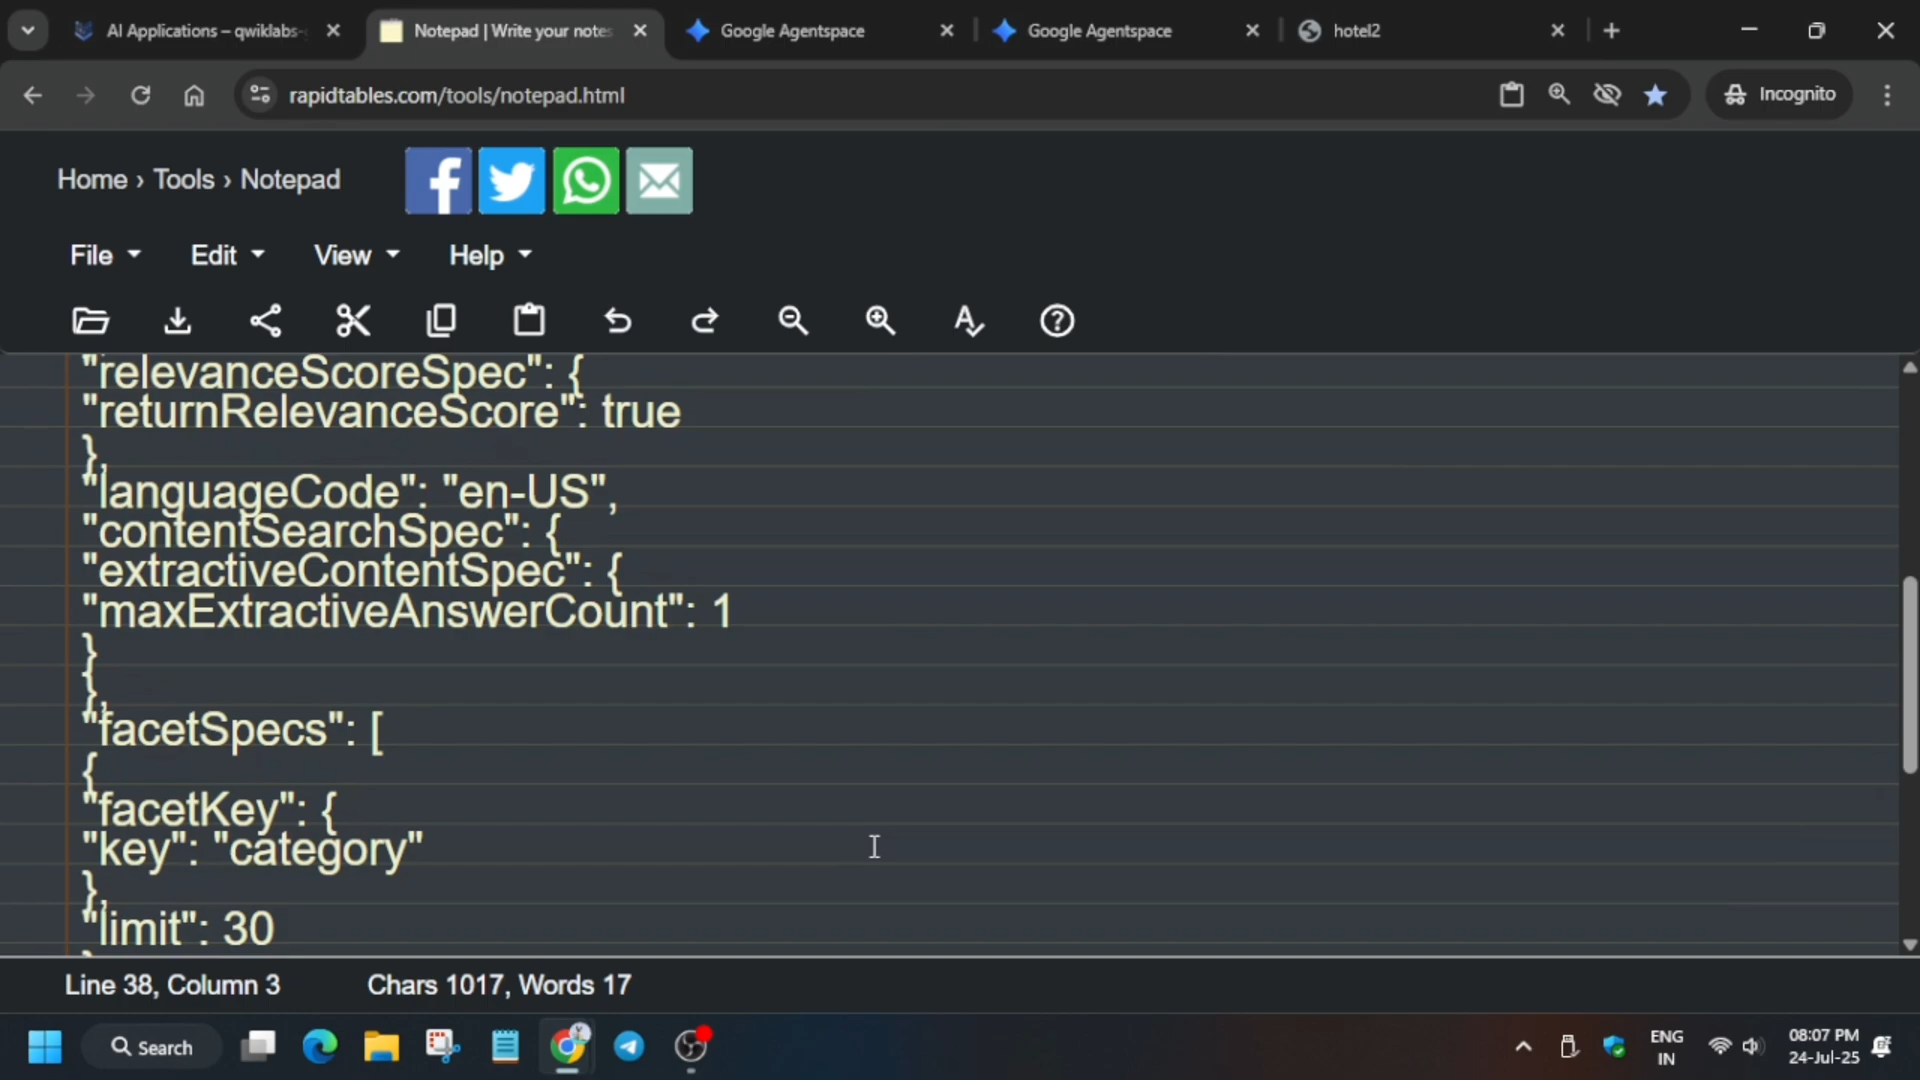 AI Applications – qwiklabs-
Notepad | Write your notes
Google Agentspace
Google Agentspace
hotel2
rapidtables.com/tools/notepad.html
Incognito
Home › Tools › Notepad
File
Edit
View
Help
"relevanceScoreSpec": {
"returnRelevanceScore": true
},
"languageCode": "en-US",
"contentSearchSpec": {
"extractiveContentSpec": {
"maxExtractiveAnswerCount": 1
}
},
"facetSpecs": [
{
"facetKey": {
"key": "category"
},
"limit": 30
Line 38, Column 3
Chars 1017, Words 17
Search
ENG
IN
08:07 PM
24-Jul-25